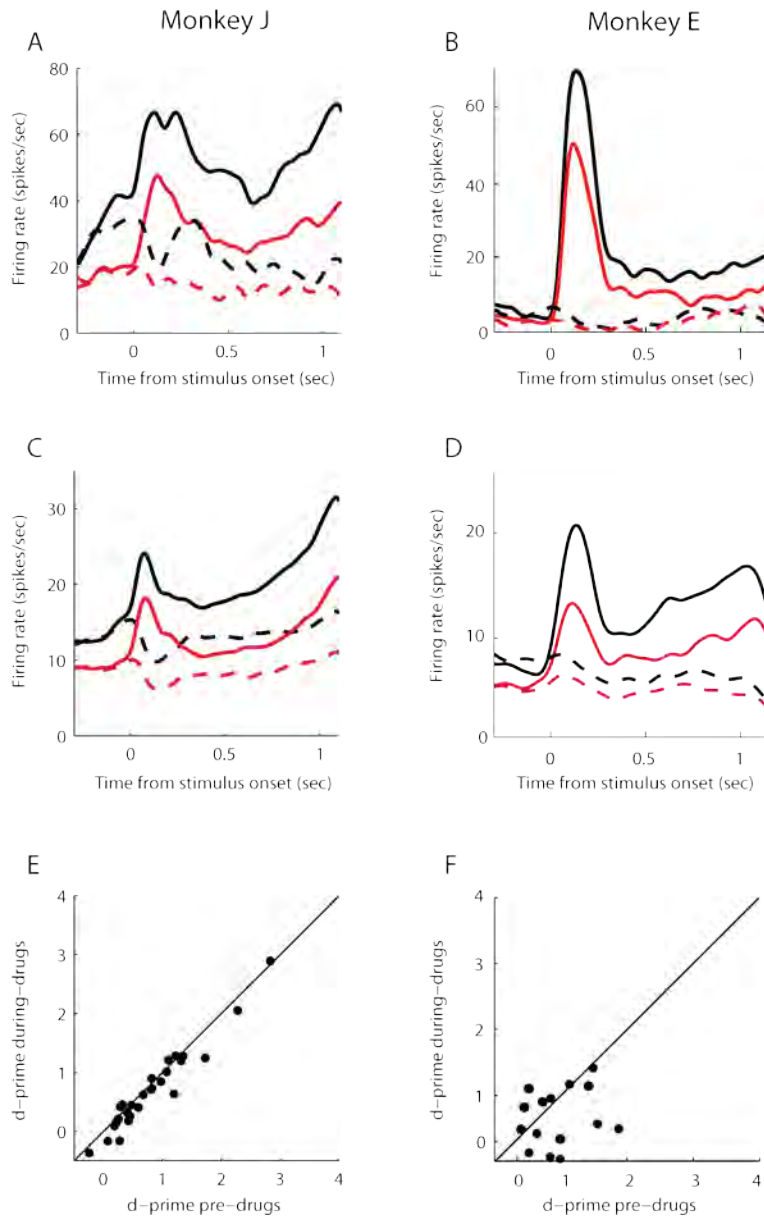 Monkey J
Monkey E
A
B
Firing rate (spikes/sec)
80
60
40
20
0
0
0.5
1
Time from stimulus onset (sec)
Firing rate (spikes/sec)
60
40
20
0
0
0.5
1
Time from stimulus onset (sec)
C
D
Firing rate (spikes/sec)
30
20
10
0
0
0.5
1
Time from stimulus onset (sec)
Firing rate (spikes/sec)
20
10
0
0
0.5
1
Time from stimulus onset (sec)
E
F
d-prime during-drugs
4
3
2
1
0
0
1
2
3
4
d-prime pre-drugs
d-prime during-drugs
4
3
2
1
0
0
1
2
3
4
d-prime pre-drugs